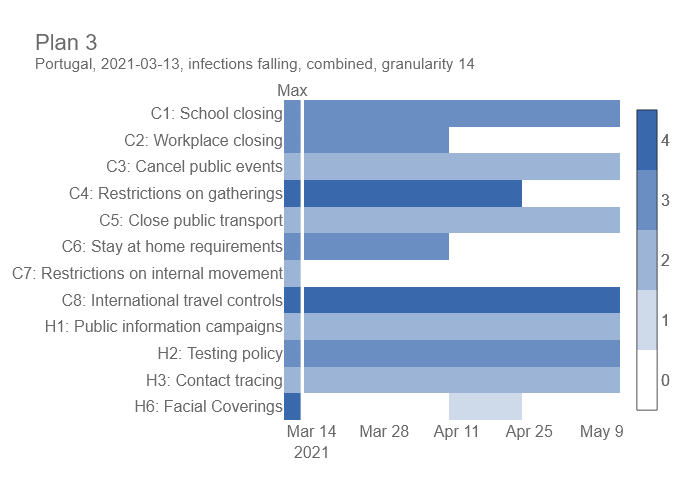 Plan 3
Portugal, 2021-03-13, infections falling, combined, granularity 14
Max
C1: School closing
C2: Workplace closing
C3: Cancel public events
C4: Restrictions on gatherings
C5: Close public transport
C6: Stay at home requirements
C7: Restrictions on internal movement
C8: International travel controls
H1: Public information campaigns
H2: Testing policy
H3: Contact tracing
H6: Facial Coverings
Mar 14 Mar 28 Apr 11 Apr 25 May 9
2021
4
3
2
1
0